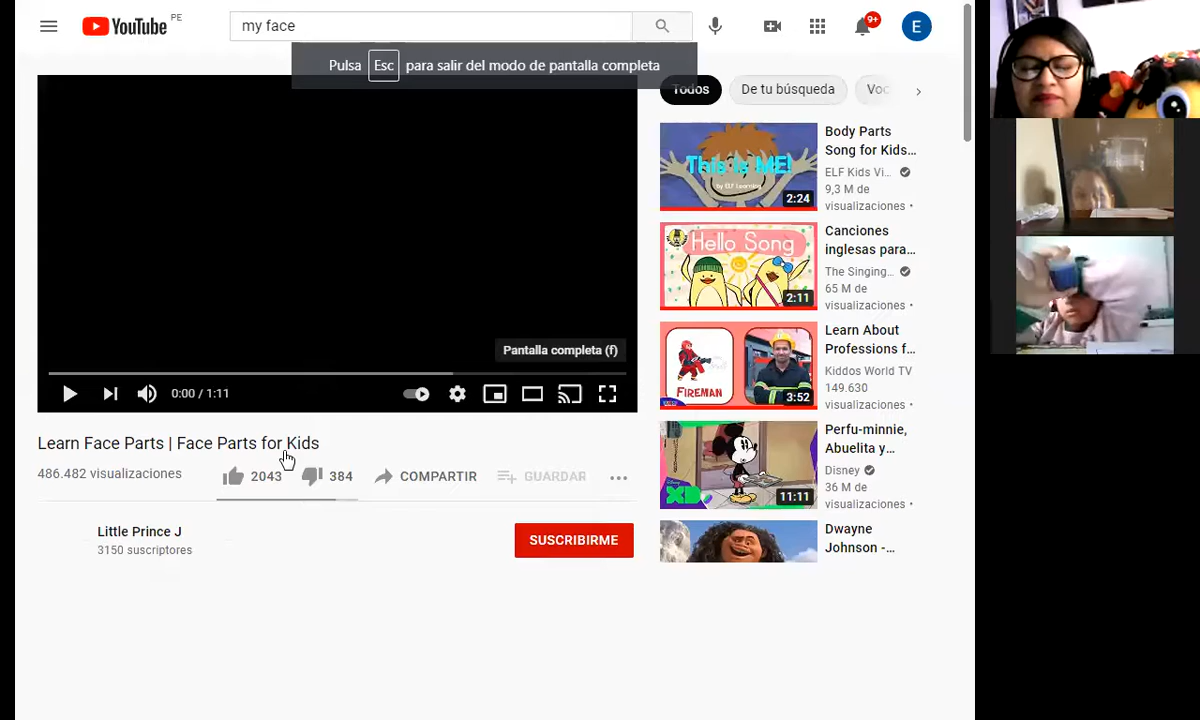 YouTube PE
my face
9+
E
Pulsa Esc para salir del modo de pantalla completa
Todos
De tu búsqueda
Voc
Pantalla completa (f)
0:00 / 1:11
Learn Face Parts | Face Parts for Kids
486.482 visualizaciones
2043
384
COMPARTIR
GUARDAR
Little Prince J
3150 suscriptores
SUSCRIBIRME
This is ME!
by ELF Learning
2:24
Body Parts
Song for Kids...
ELF Kids Vi...
9,3 M de
visualizaciones •
Hello Song
2:11
Canciones
inglesas para...
The Singing...
65 M de
visualizaciones •
FIREMAN
3:52
Learn About
Professions f...
Kiddos World TV
149.630
visualizaciones •
XD
11:11
Perfu-minnie,
Abuelita y...
Disney
36 M de
visualizaciones •
Dwayne
Johnson -...